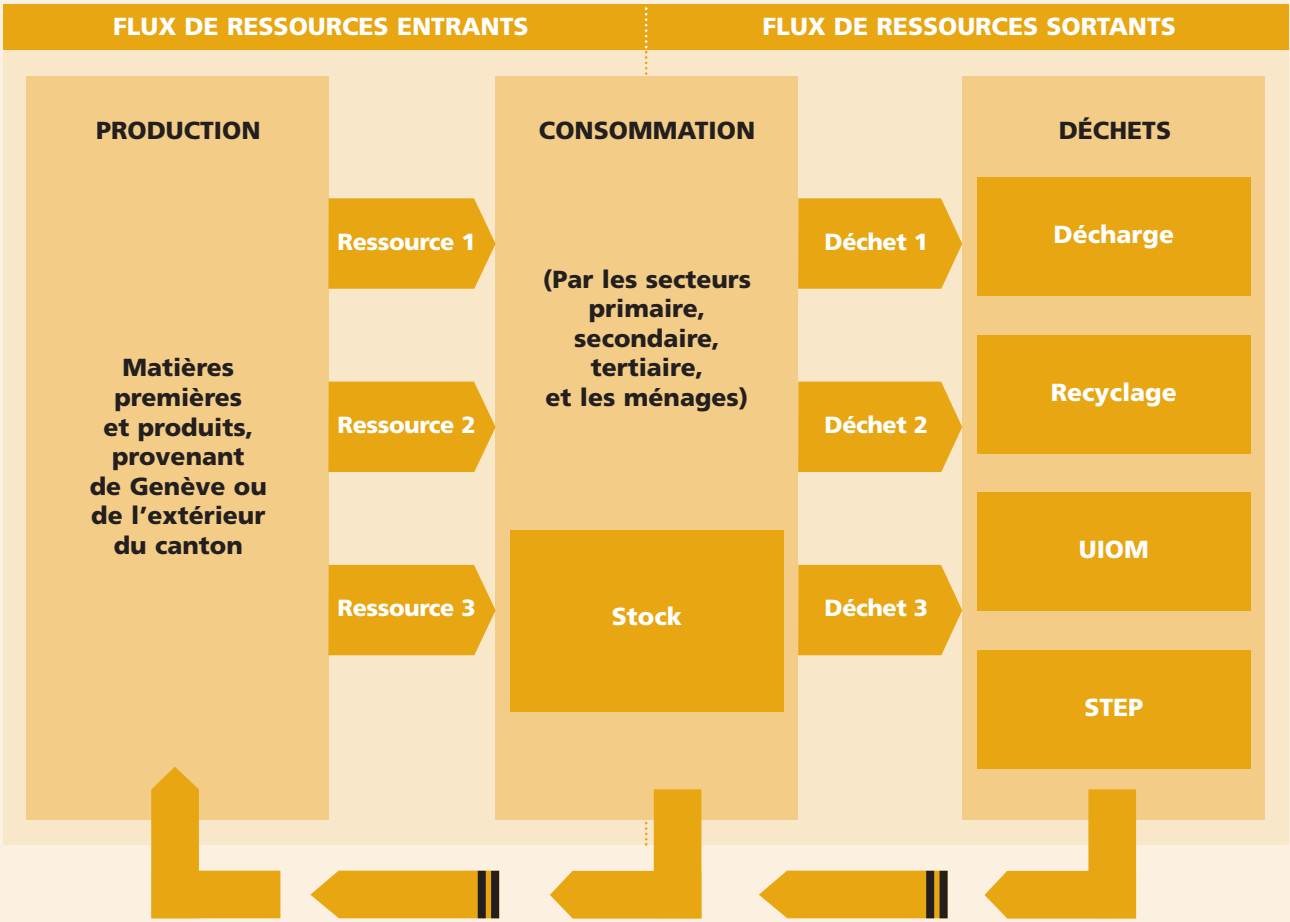 FLUX DE RESSOURCES ENTRANTS
FLUX DE RESSOURCES SORTANTS
PRODUCTION
Matières
premières
et produits,
provenant
de Genève ou
de l'extérieur
du canton
Ressource 1
Ressource 2
Ressource 3
CONSOMMATION
(Par les secteurs
primaire,
secondaire,
tertiaire,
et les ménages)
Stock
Déchet 1
Déchet 2
Déchet 3
DÉCHETS
Décharge
Recyclage
UIOM
STEP